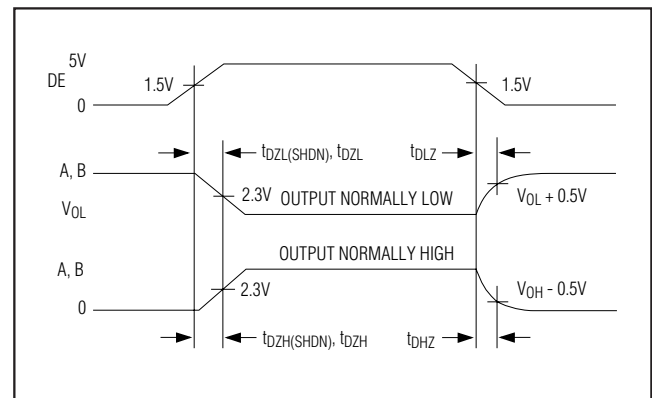 5V
DE
1.5V
1.5V
0
tDZL(SHDN), tDZL
tDLZ
A, B
2.3V
OUTPUT NORMALLY LOW
VOL + 0.5V
VOL
OUTPUT NORMALLY HIGH
A, B
2.3V
VOH - 0.5V
0
tDZH(SHDN), tDZH
tDHZ